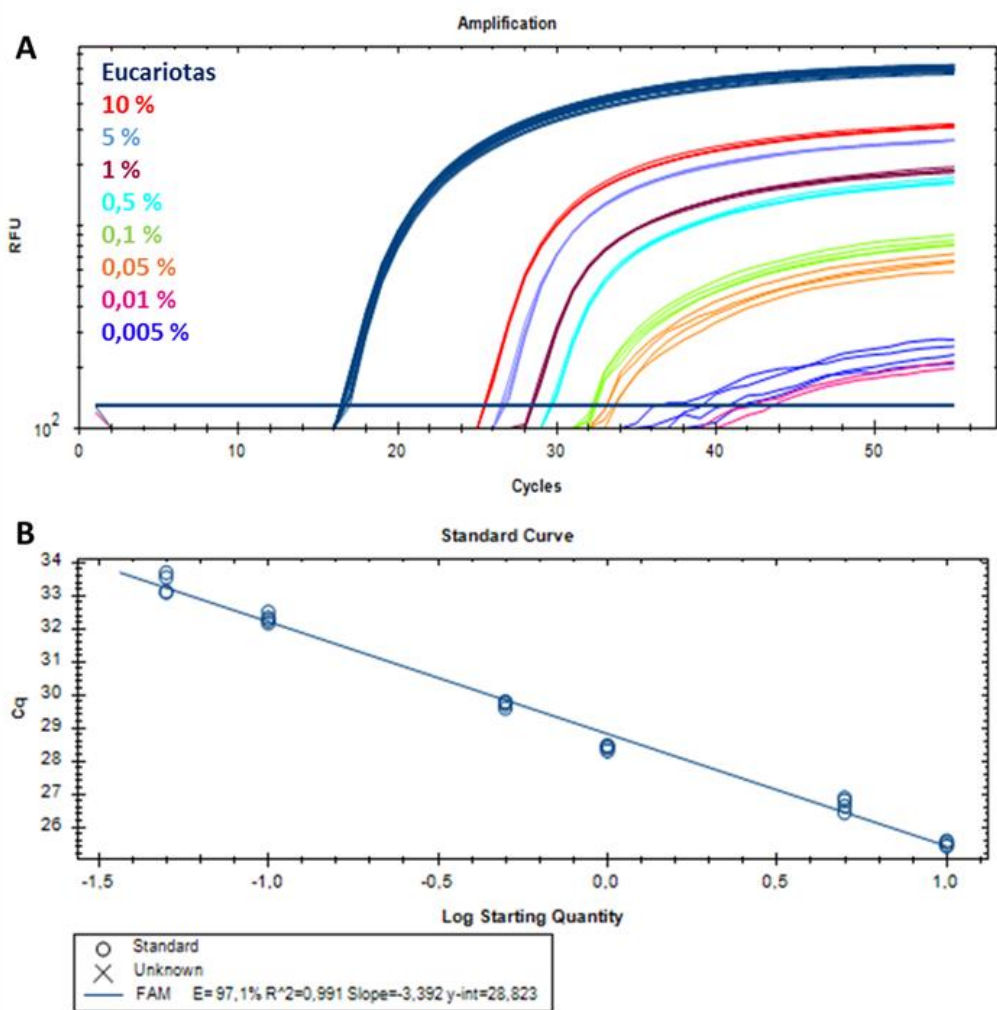 A
Amplification
Eucariotas
10 %
5 %
1 %
0,5 %
0,1 %
0,05 %
0,01 %
0,005 %
RFU
10^2
0 10 20 30 40 50
Cycles
B
Standard Curve
34
33
32
31
30
29
28
27
26
Cq
-1,5 -1,0 -0,5 0,0 0,5 1,0
Log Starting Quantity
Standard
Unknown
FAM E= 97,1% R^2=0,991 Slope=-3,392 y-int=28,823